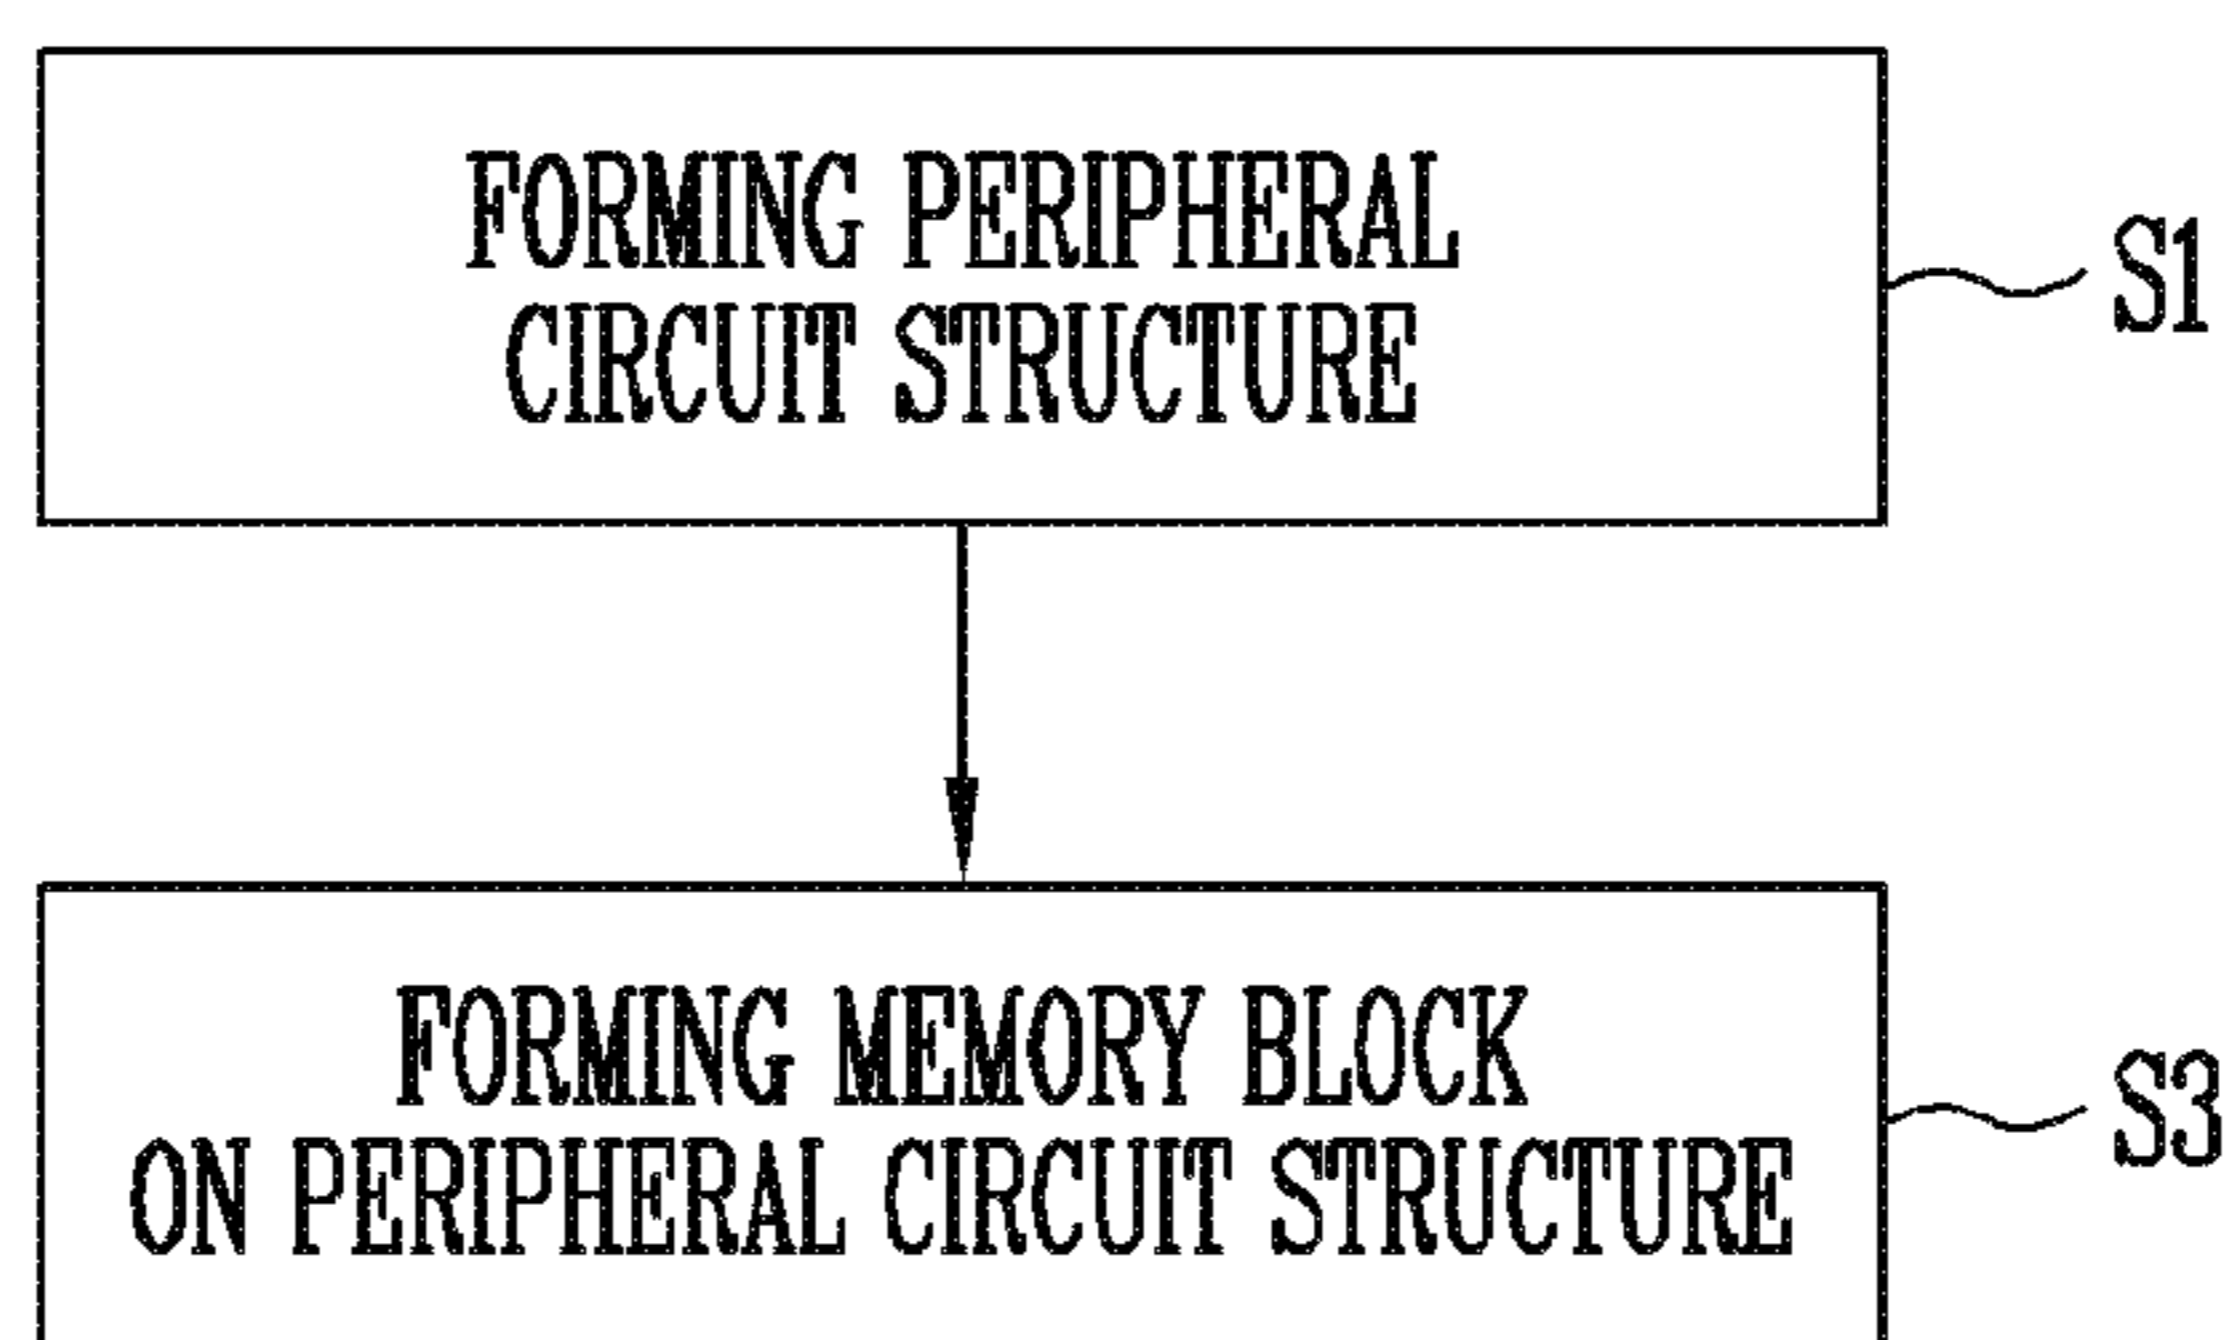 FORMING PERIPHERAL
CIRCUIT STRUCTURE
S1
FORMING MEMORY BLOCK
ON PERIPHERAL CIRCUIT STRUCTURE
S3